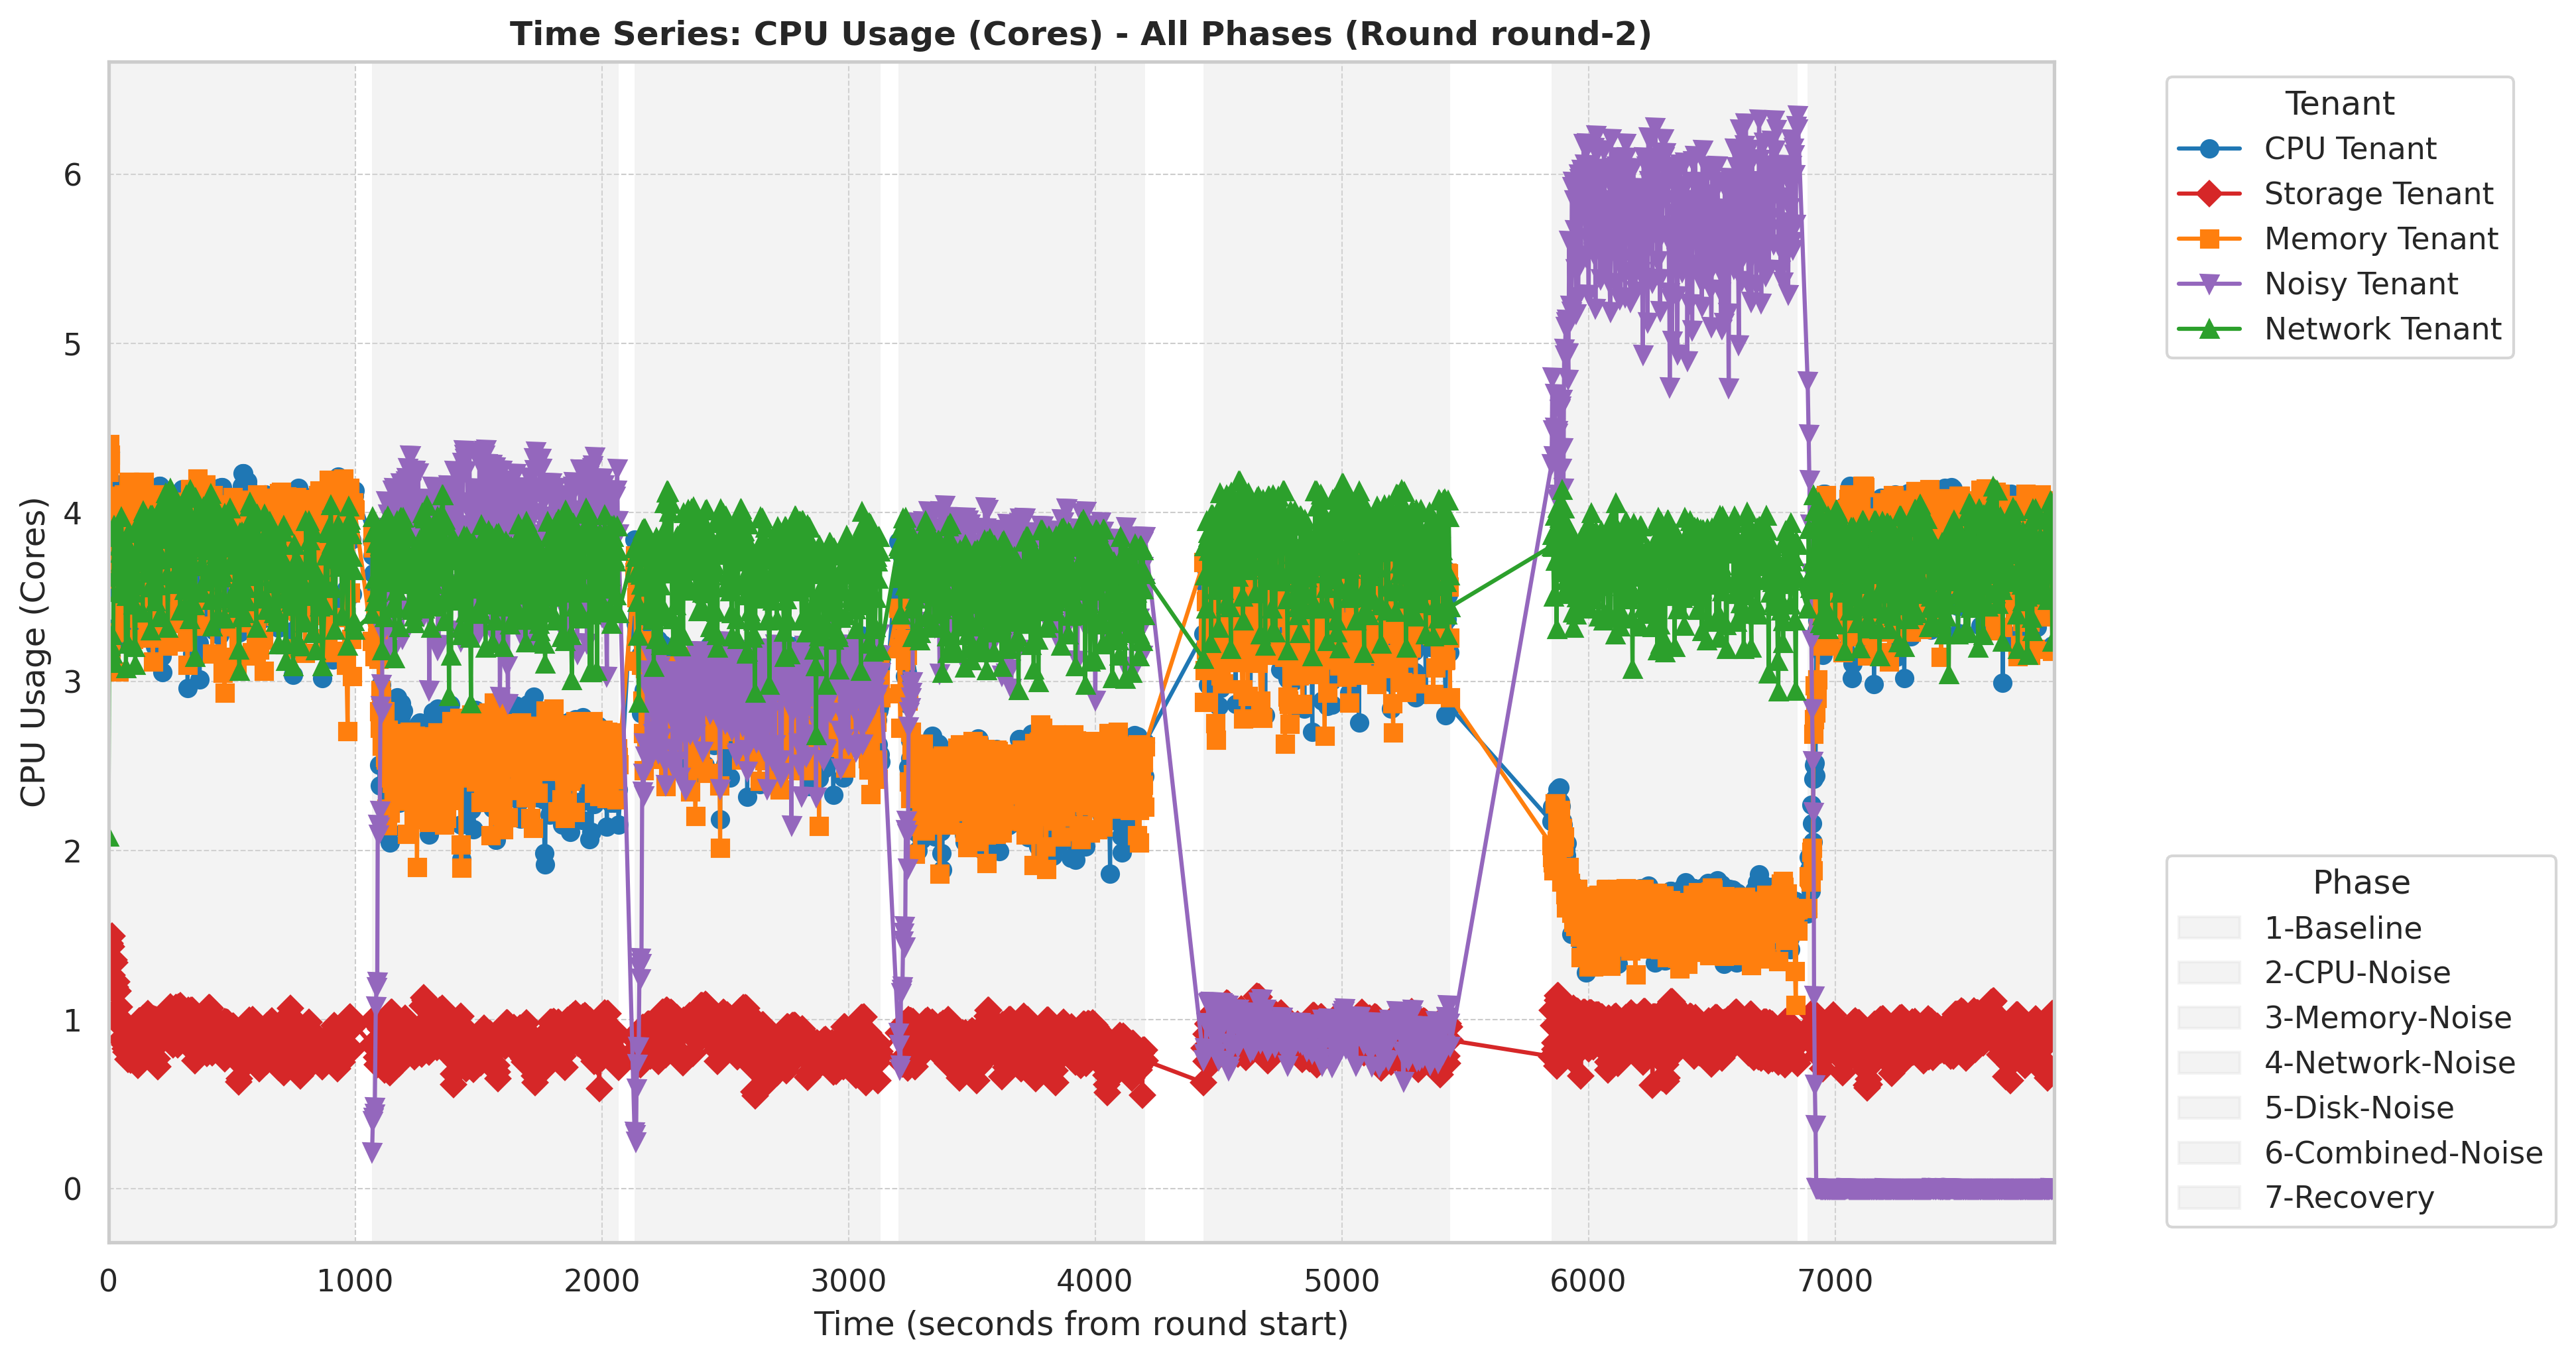 Time Series: CPU Usage (Cores) - All Phases (Round round-2)
CPU Usage (Cores)
6
5
4
3
2
1
0
0 1000 2000 3000 4000 5000 6000 7000
Time (seconds from round start)
Tenant
CPU Tenant
Storage Tenant
Memory Tenant
Noisy Tenant
Network Tenant
Phase
1-Baseline
2-CPU-Noise
3-Memory-Noise
4-Network-Noise
5-Disk-Noise
6-Combined-Noise
7-Recovery